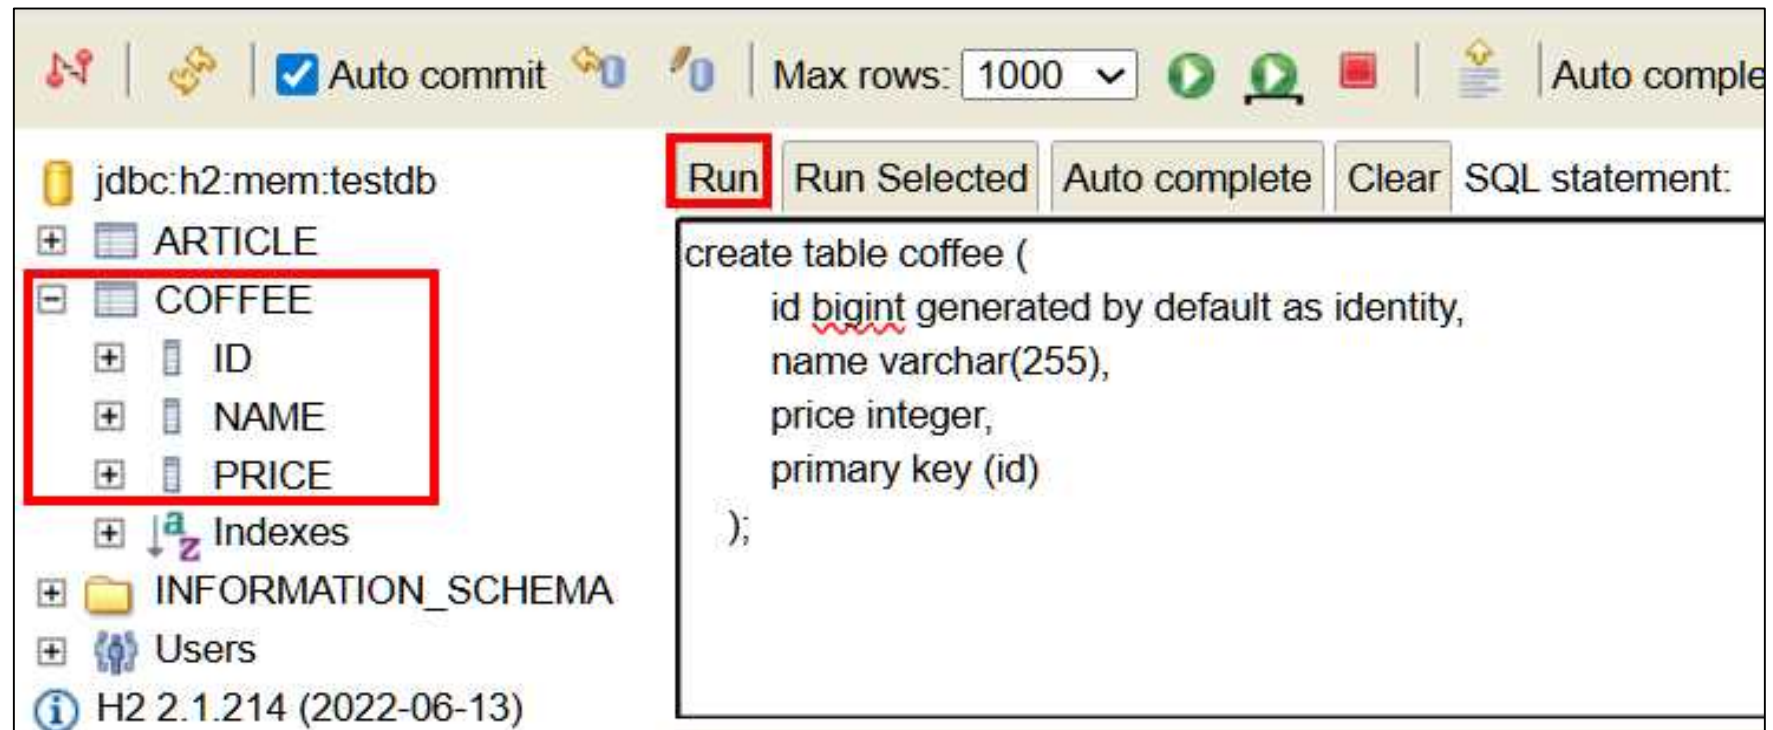 Auto commit Max rows: 1000 Auto comple
jdbc:h2:mem:testdb
ARTICLE
COFFEE
ID
NAME
PRICE
Indexes
INFORMATION_SCHEMA
Users
H2 2.1.214 (2022-06-13)
Run Run Selected Auto complete Clear SQL statement:
create table coffee (
id bigint generated by default as identity,
name varchar(255),
price integer,
primary key (id)
);